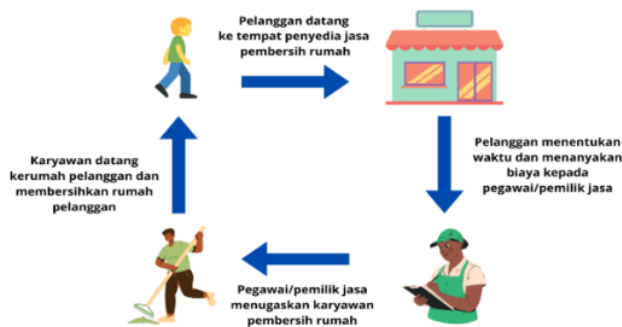 Pelanggan datang
ke tempat penyedia jasa
pembersih rumah
Pelanggan menentukan
waktu dan menanyakan
biaya kepada
pegawai/pemilik jasa
Pegawai/pemilik jasa
menugaskan karyawan
pembersih rumah
Karyawan datang
kerumah pelanggan dan
membersihkan rumah
pelanggan